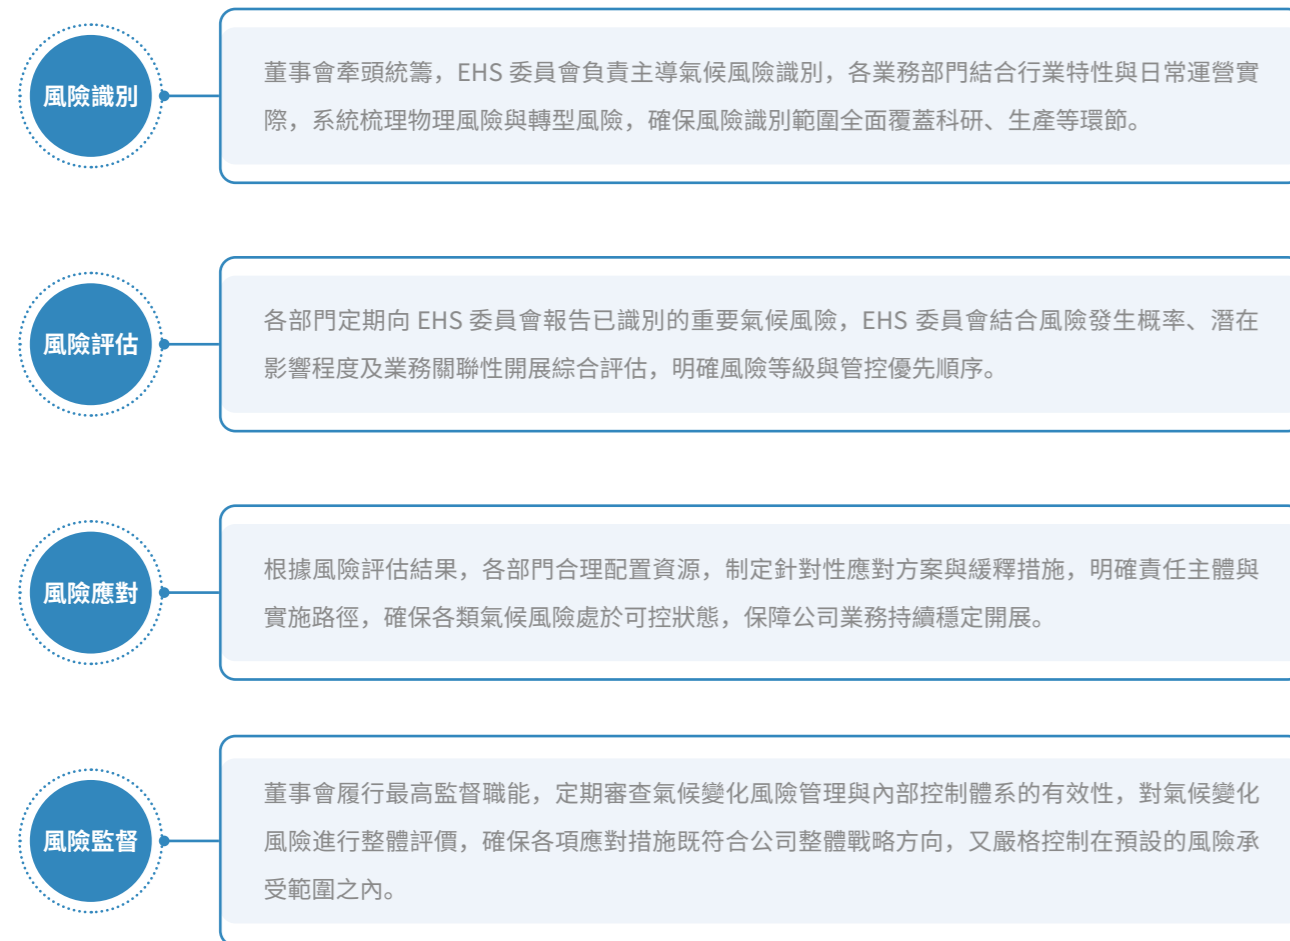 風險識別
董事會牽頭統籌，EHS 委員會負責主導氣候風險識別，各業務部門結合行業特性與日常運營實
際，系統梳理物理風險與轉型風險，確保風險識別範圍全面覆蓋科研、生產等環節。
風險評估
各部門定期向 EHS 委員會報告已識別的重要氣候風險，EHS 委員會結合風險發生概率、潛在
影響程度及業務關聯性開展綜合評估，明確風險等級與管控優先順序。
風險應對
根據風險評估結果，各部門合理配置資源，制定針對性應對方案與緩釋措施，明確責任主體與
實施路徑，確保各類氣候風險處於可控狀態，保障公司業務持續穩定開展。
風險監督
董事會履行最高監督職能，定期審查氣候變化風險管理與內部控制體系的有效性，對氣候變化
風險進行整體評價，確保各項應對措施既符合公司整體戰略方向，又嚴格控制在預設的風險承
受範圍之內。